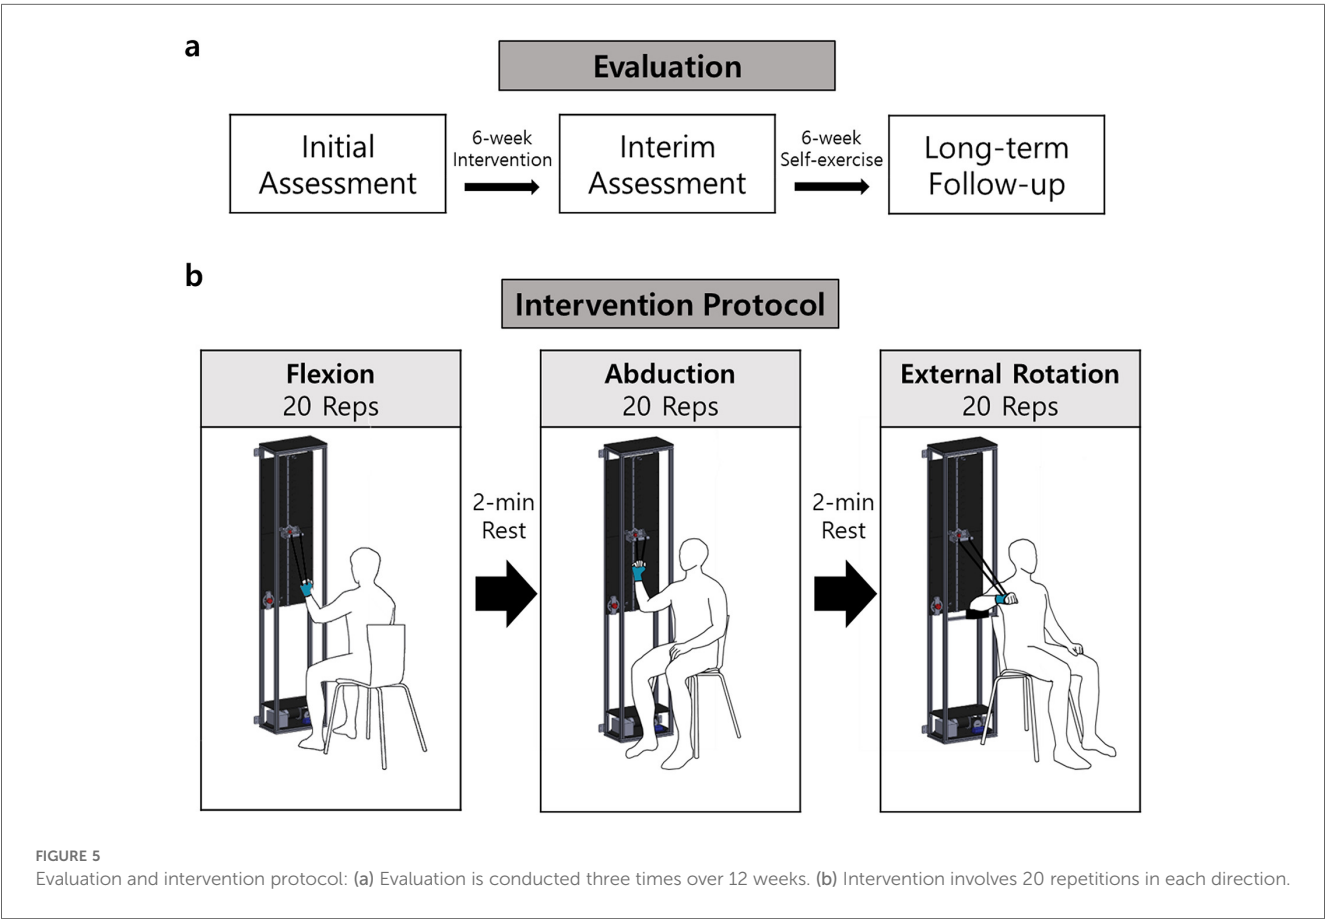 a
Evaluation
Initial
Assessment
6-week
Intervention
Interim
Assessment
6-week
Self-exercise
Long-term
Follow-up
b
Intervention Protocol
Flexion
20 Reps
2-min
Rest
Abduction
20 Reps
2-min
Rest
External Rotation
20 Reps
FIGURE 5
Evaluation and intervention protocol: (a) Evaluation is conducted three times over 12 weeks. (b) Intervention involves 20 repetitions in each direction.